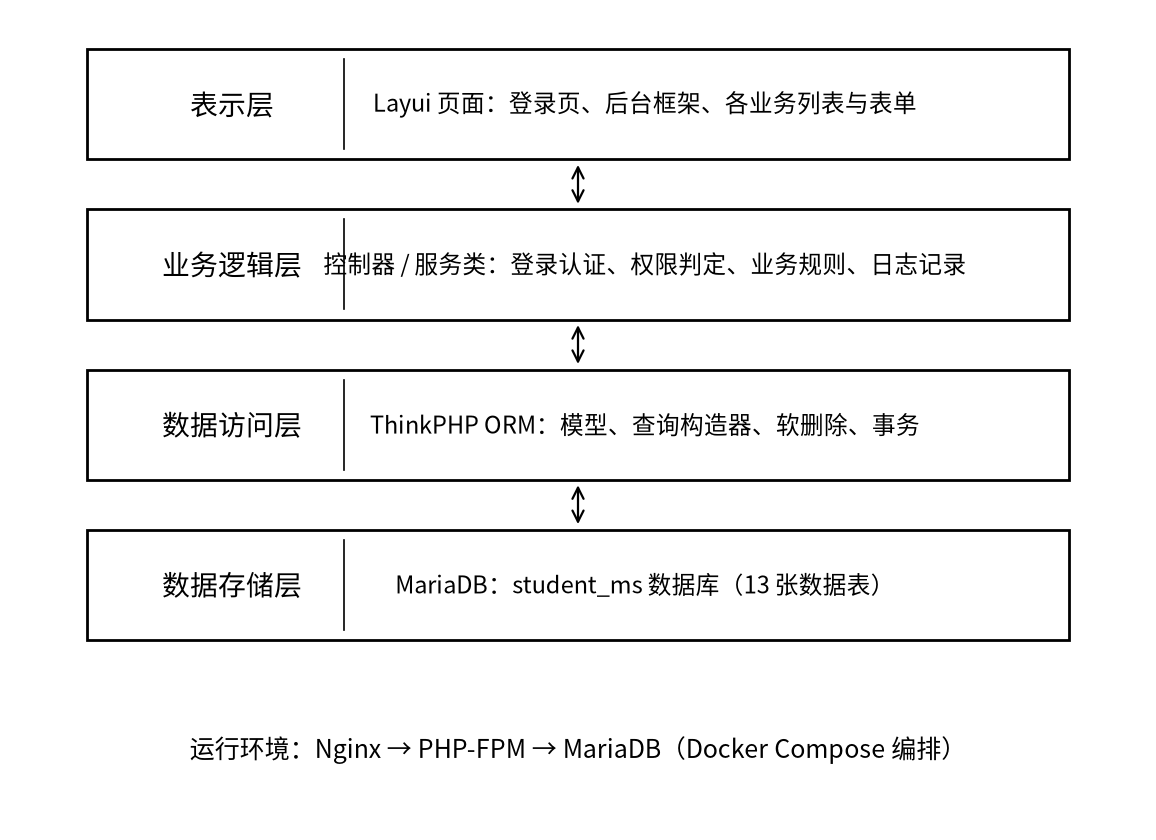 表示层
Layui 页面：登录页、后台框架、各业务列表与表单
业务逻辑层
控制器 / 服务类：登录认证、权限判定、业务规则、日志记录
数据访问层
ThinkPHP ORM：模型、查询构造器、软删除、事务
数据存储层
MariaDB：student_ms 数据库（13 张数据表）
运行环境：Nginx → PHP-FPM → MariaDB（Docker Compose 编排）